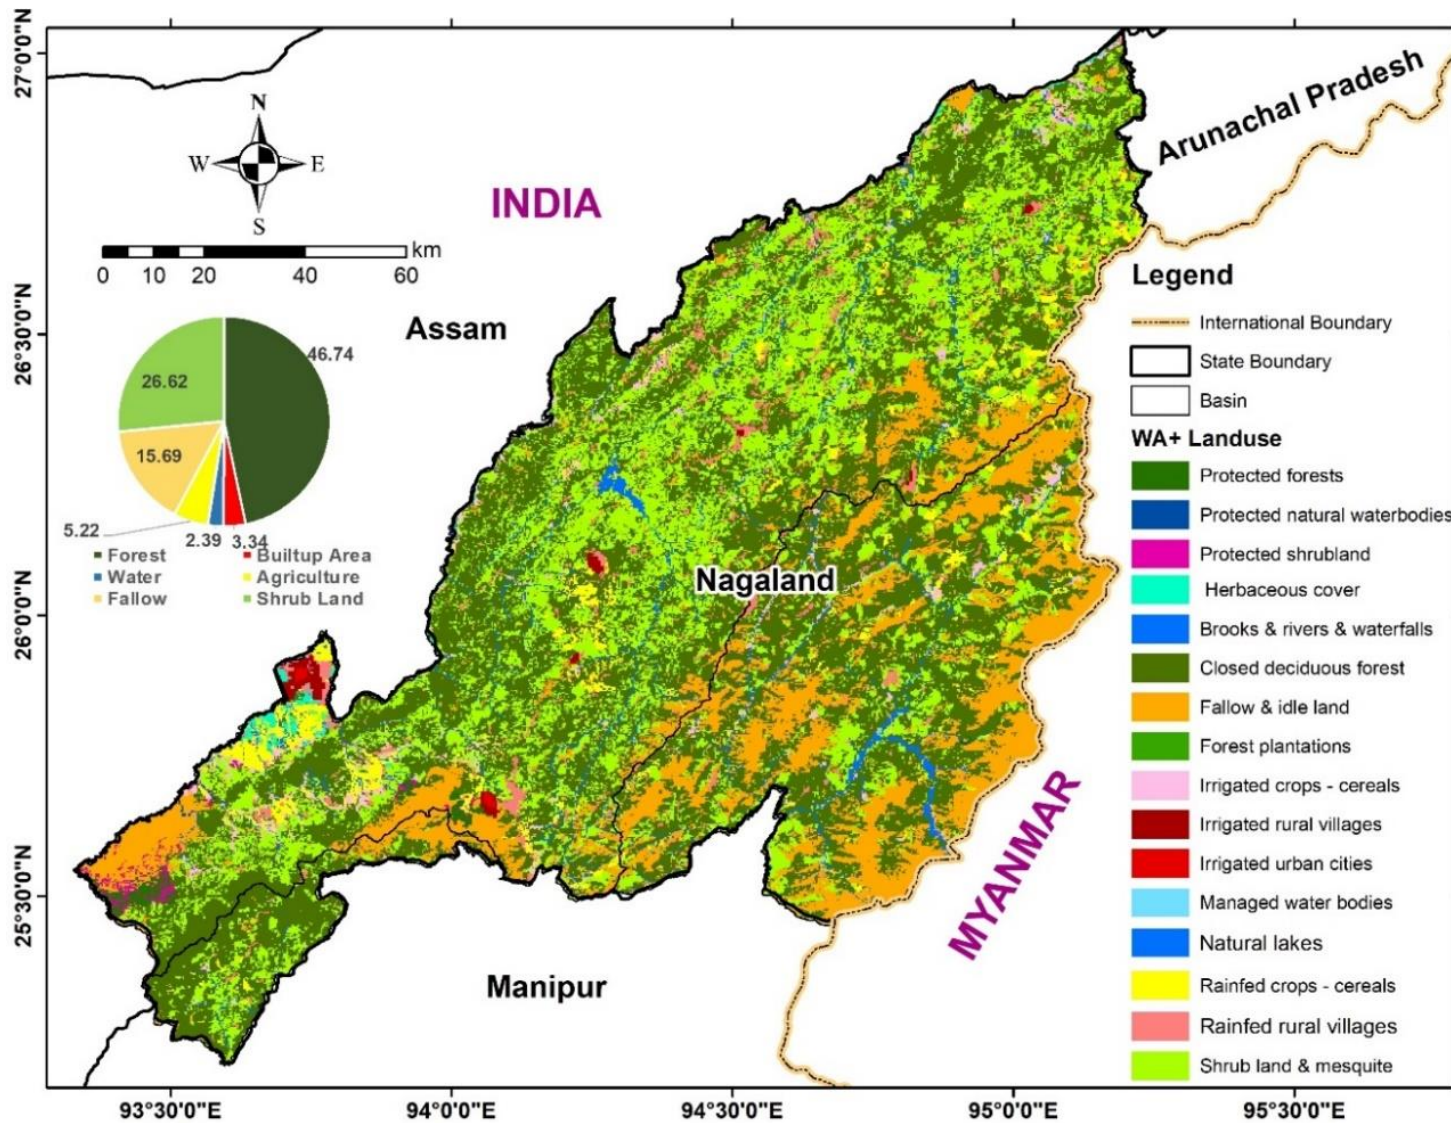 27°0'0"N
26°30'0"N
26°0'0"N
25°30'0"N
N
W
E
S
km
0 10 20 40 60
INDIA
Arunachal Pradesh
Assam
Nagaland
Manipur
MYANMAR
46.74
26.62
15.69
5.22
2.39
3.34
Forest
Builtup Area
Water
Agriculture
Fallow
Shrub Land
Legend
International Boundary
State Boundary
Basin
WA+ Landuse
Protected forests
Protected natural waterbodies
Protected shrubland
Herbaceous cover
Brooks & rivers & waterfalls
Closed deciduous forest
Fallow & idle land
Forest plantations
Irrigated crops - cereals
Irrigated rural villages
Irrigated urban cities
Managed water bodies
Natural lakes
Rainfed crops - cereals
Rainfed rural villages
Shrub land & mesquite
93°30'0"E 94°0'0"E 94°30'0"E 95°0'0"E 95°30'0"E